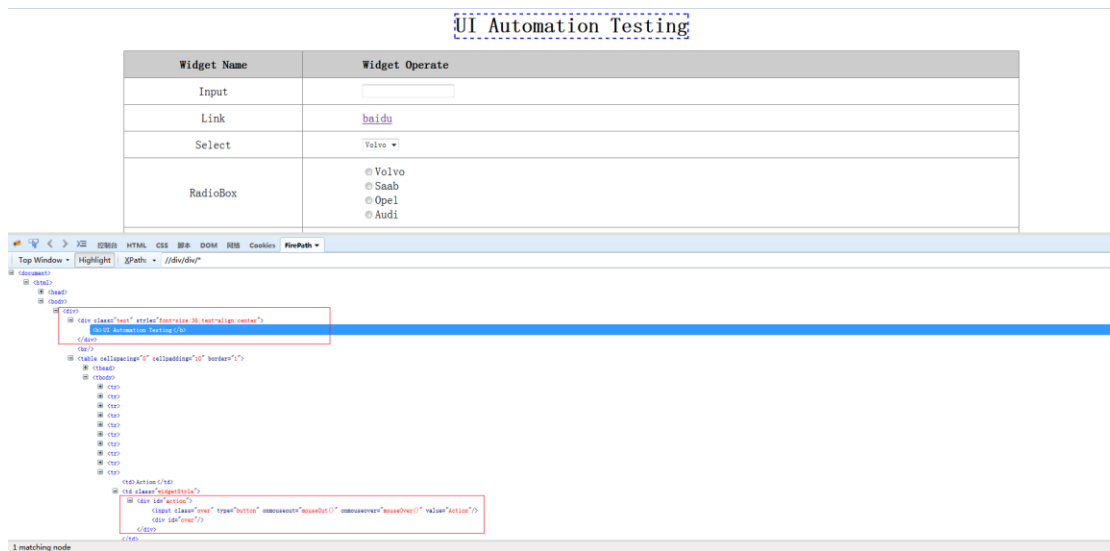 UI Automation Testing
Widget Name Widget Operate
Input
Link baidu
Select Volvo
RadioBox
Volvo
Saab
Opel
Audi
控制台 HTML CSS 脚本 DOM 网络 Cookies FirePath
Top Window Highlight XPath: //div/div/*
<document>
<html>
<head>
<body>
<div>
<div class="text" style="font-size:36;text-align:center">
<b>UI Automation Testing</b>
</div>
<br/>
<table cellspacing="0" cellpadding="10" border="1">
<thead>
<tbody>
<tr>
<tr>
<tr>
<tr>
<tr>
<tr>
<tr>
<tr>
<tr>
<tr>
<td>Action</td>
<td class="widgetStyle">
<div id="action">
<input class="over" type="button" onmouseout="mouseOut()" onmouseover="mouseOver()" value="Action"/>
<div id="over"/>
</div>
</td>
1 matching node